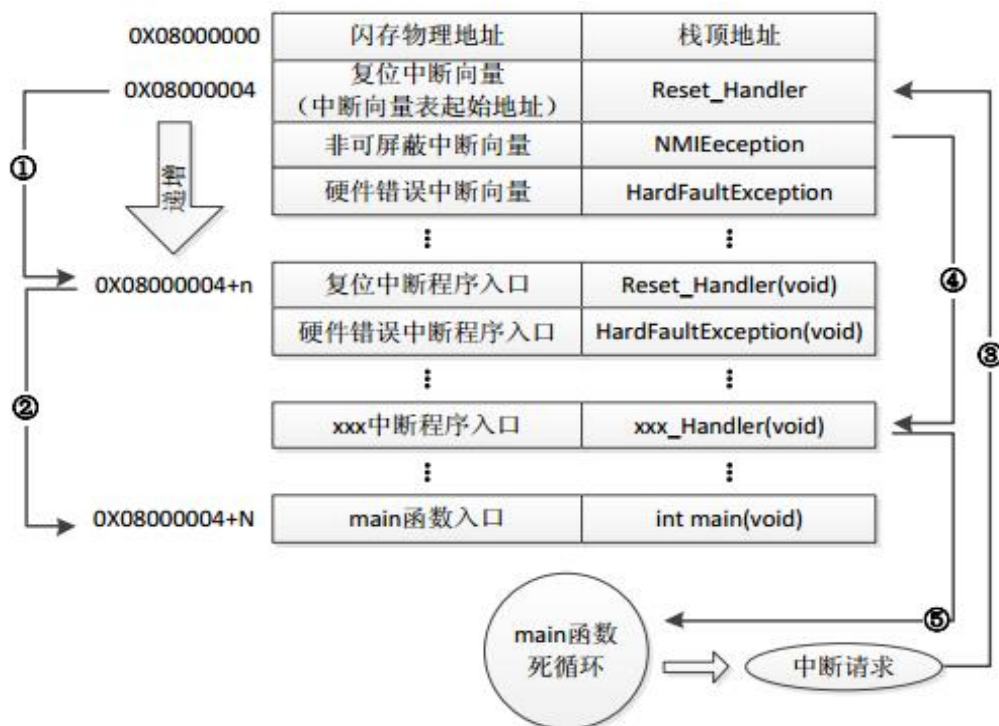 0X08000000 闪存物理地址 栈顶地址
0X08000004 复位中断向量 Reset_Handler
（中断向量表起始地址）
非可屏蔽中断向量 NMIEeception
硬件错误中断向量 HardFaultException
①
递增
0X08000004+n 复位中断程序入口 Reset_Handler(void)
④
硬件错误中断程序入口 HardFaultException(void)
③
②
xxx中断程序入口 xxx_Handler(void)
0X08000004+N main函数入口 int main(void)
⑤
main函数
死循环
中断请求